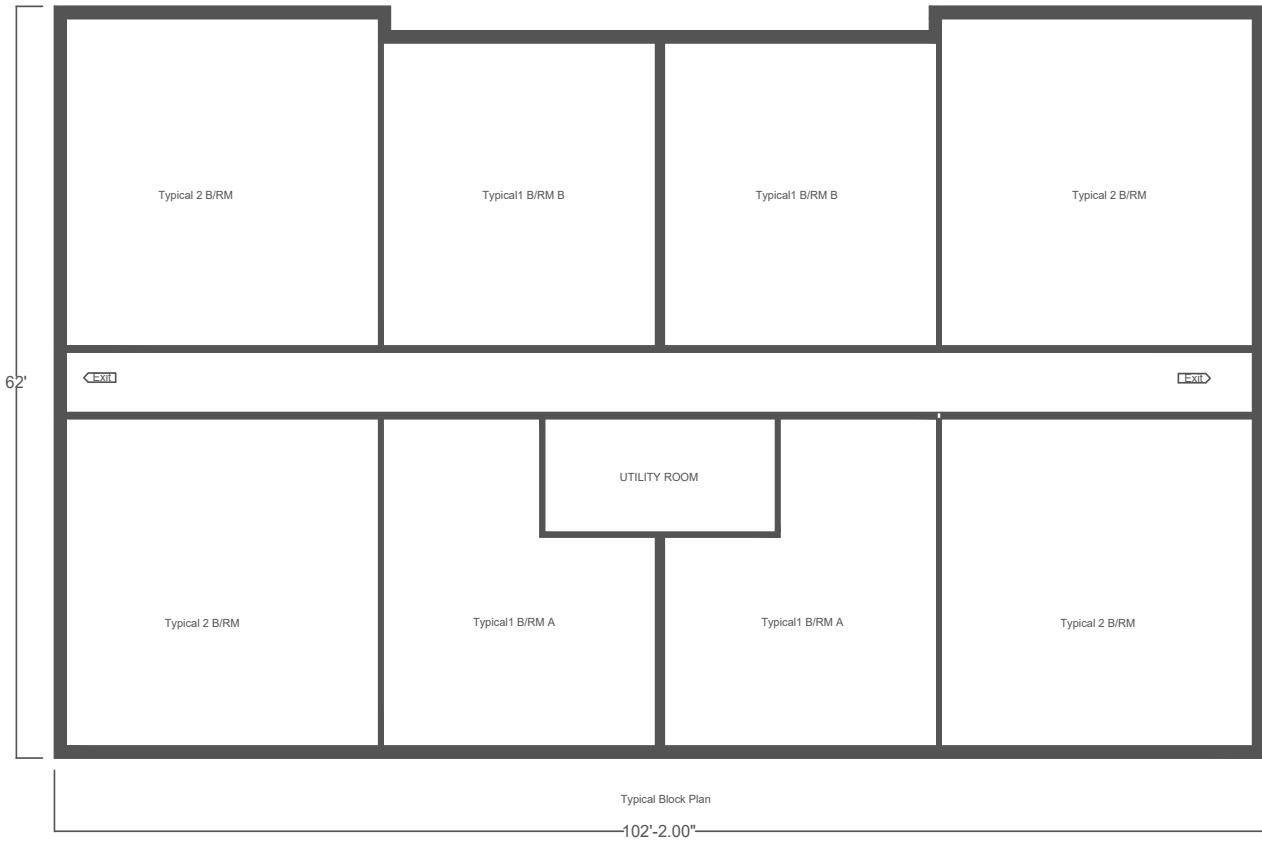 Typical 2 B/RM
Typical1 B/RM B
Typical1 B/RM B
Typical 2 B/RM
62'
Exit
Exit
UTILITY ROOM
Typical 2 B/RM
Typical1 B/RM A
Typical1 B/RM A
Typical 2 B/RM
Typical Block Plan
102'-2.00"